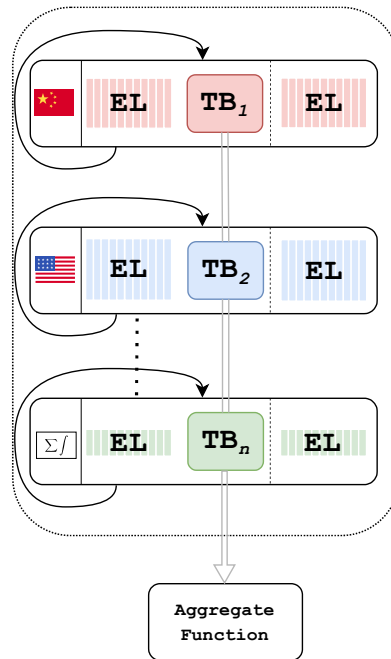 EL TB1 EL
EL TB2 EL
Σ∫ EL TBn EL
Aggregate
Function